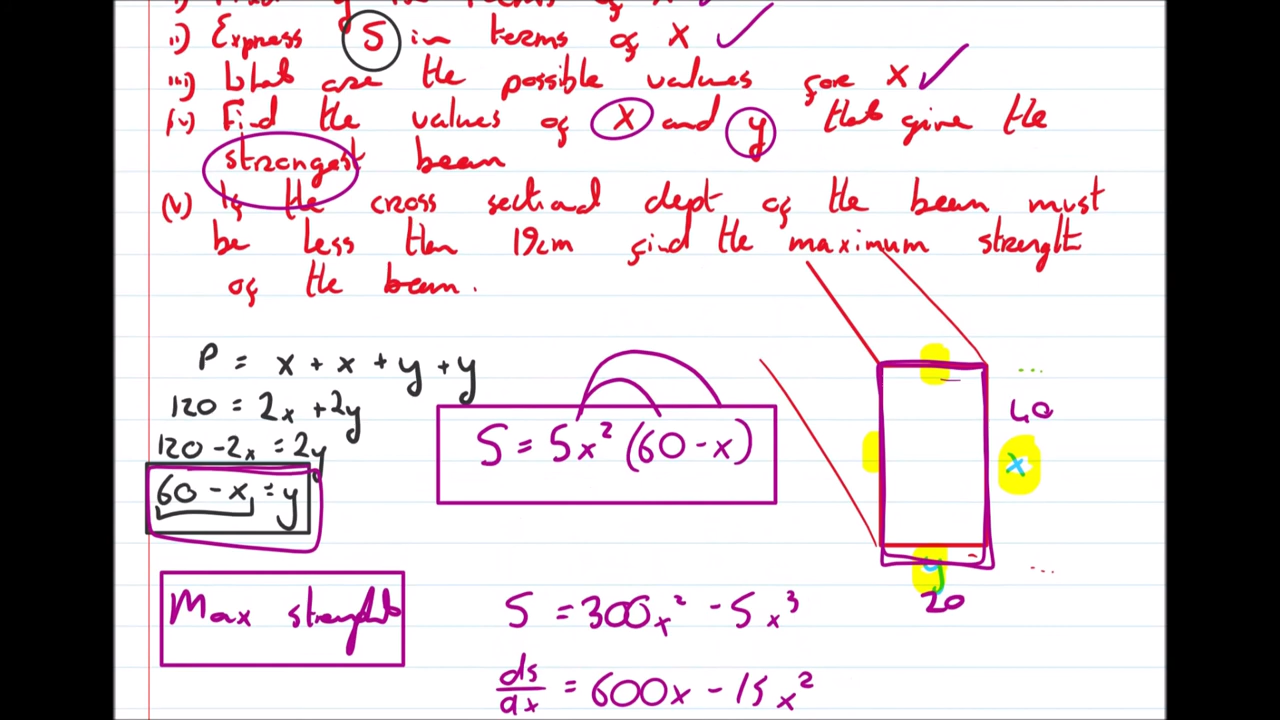 ii) Express S in terms of x
iii) What are the possible values for x
iv) Find the values of x and y that give the
strongest beam
(v) If the cross sectional dept of the beam must
be less than 19cm find the maximum strenght
of the beam.
P = x + x + y + y
120 = 2x + 2y
120 - 2x = 2y
60 - x = y
S = 5x² (60 - x)
40
x
y
20
Max strenght
S = 300x² - 5x³
ds/dx = 600x - 15x²